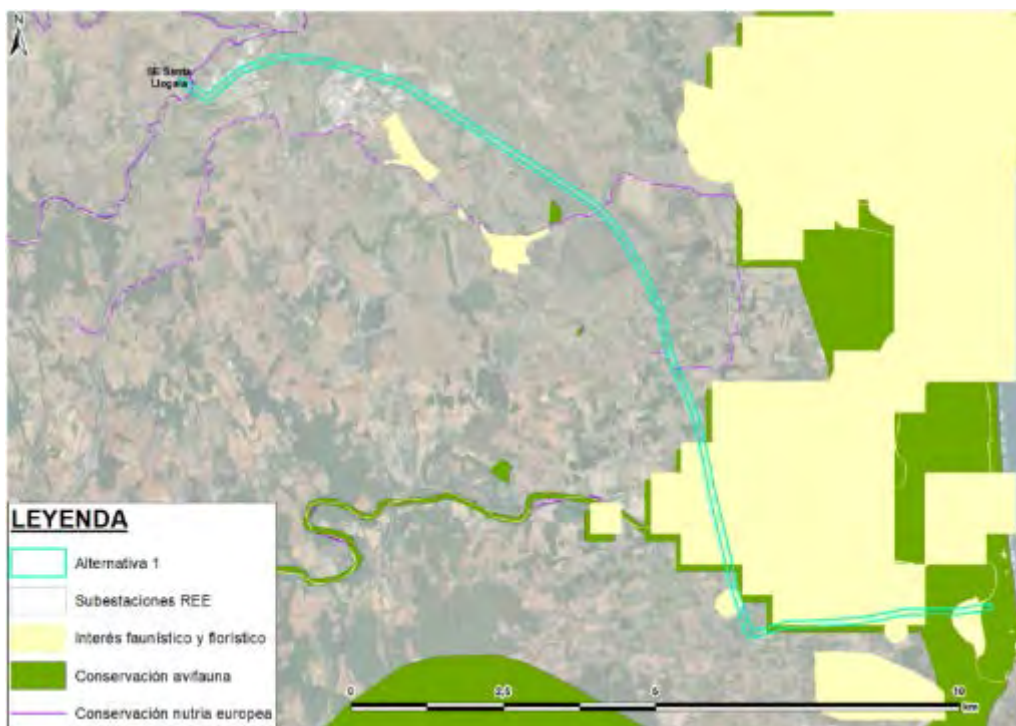 N
SE Santa
Llogaia
LEYENDA
Alternativa 1
Subestaciones REE
Interés faunístico y florístico
Conservación avifauna
Conservación nutria europea
0 2,5 5 10
km